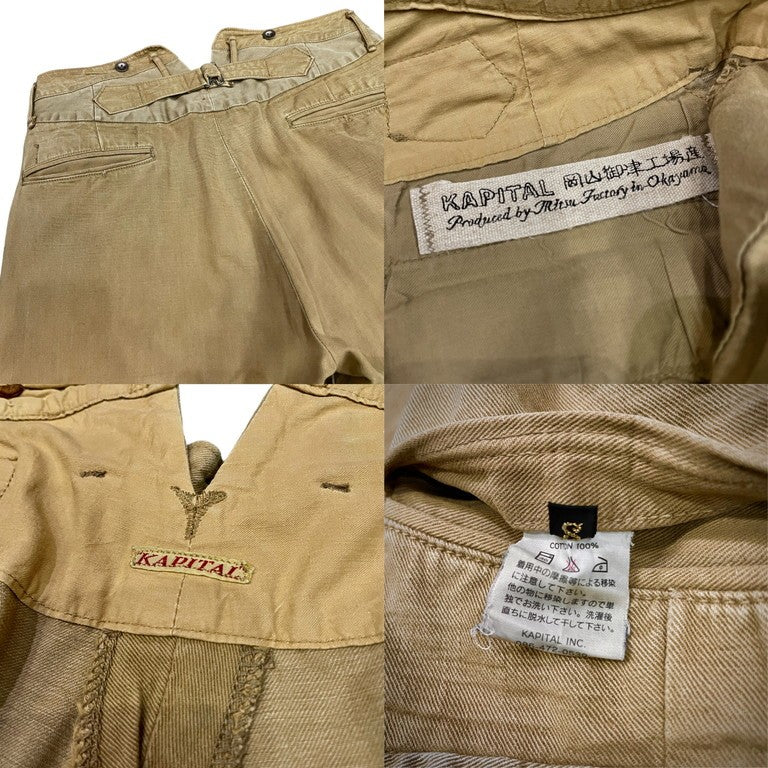 KAPITAL 岡山御津工場産
Produced by Mitsu Factory in Okayama
KAPITAL
S
COTTON 100%
着用中の摩擦等による移染
に注意して下さい。
他の物に移染しますので単
独でお洗い下さい。洗濯後
直ちに脱水して干して下さい。
KAPITAL INC.